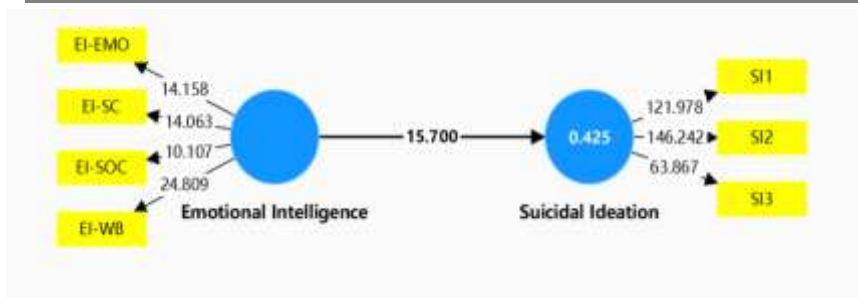 EI-EMO
14.158
EI-SC
14.063
EI-SOC
10.107
24.809
EI-WB
Emotional Intelligence
15.700
0.425
Suicidal Ideation
121.978
146.242
63.867
SI1
SI2
SI3